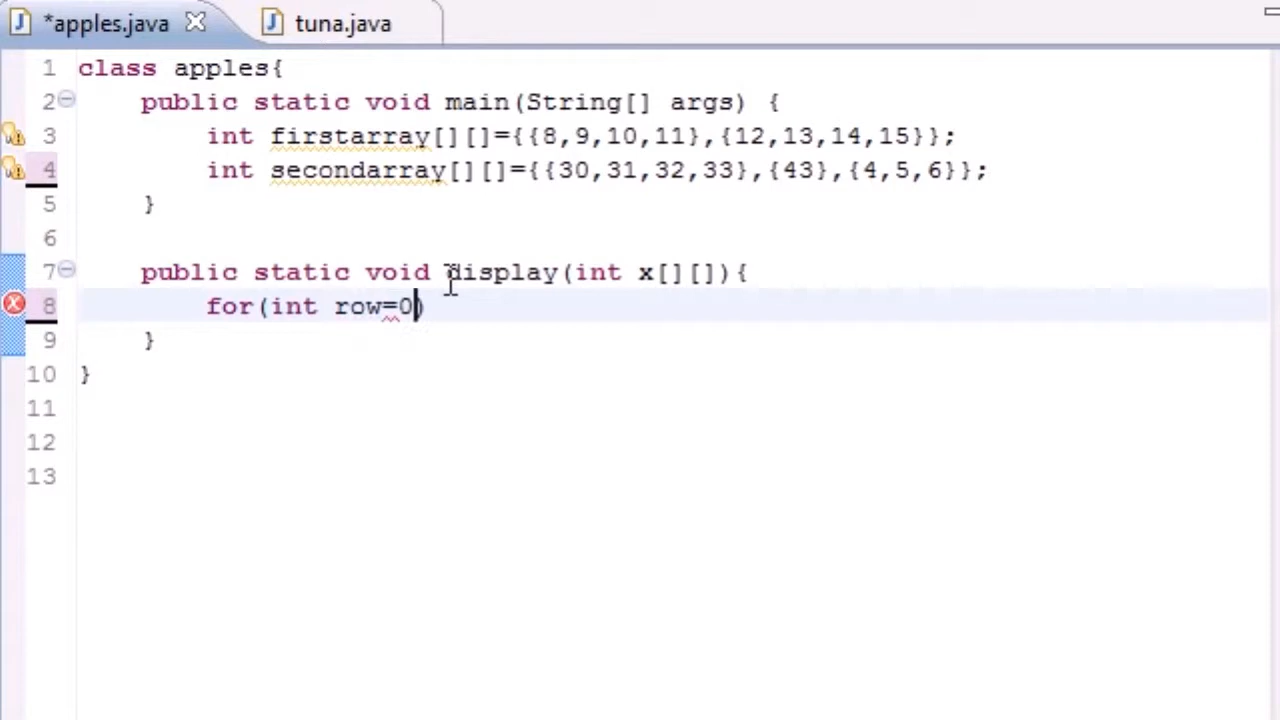 *apples.java tuna.java
1 class apples{
2 public static void main(String[] args) {
3 int firstarray[][]={{8,9,10,11},{12,13,14,15}};
4 int secondarray[][]={{30,31,32,33},{43},{4,5,6}};
5 }
6
7 public static void display(int x[][]){
8 for(int row=0)
9 }
10 }
11
12
13